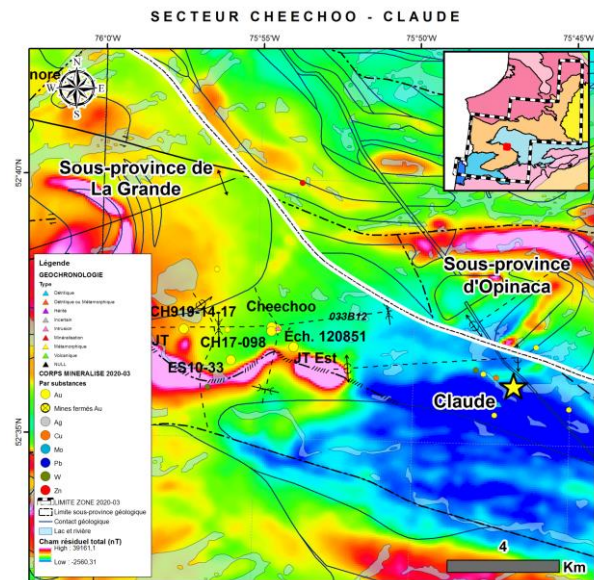 SECTEUR CHEECHOO - CLAUDE
76°0'W
75°55'W
75°50'W
75°45'W
nore
N
W
E
S
52°40'N
Sous-province de
La Grande
Sous-province
d'Opinaca
Légende
GEOCHRONOLOGIE
Type
Détritique
Détritique ou Métamorphique
Hérité
Incertain
Intrusion
Minéralisation
Métamorphique
Volcanique
NULL
CORPS MINERALISE 2020-03
Par substances
Au
Mines fermés Au
Ag
Cu
Mo
Pb
W
Zn
LIMITE ZONE 2020-03
Limite sous-province géologique
Contact géologique
Lac et rivière
Cham résiduel total (nT)
High : 39161,1
Low : -2560,31
CH919-14-17
Cheechoo
033B12
JT
CH17-098
Éch. 120851
ES10-33
JT Est
Claude
52°35'N
4
Km